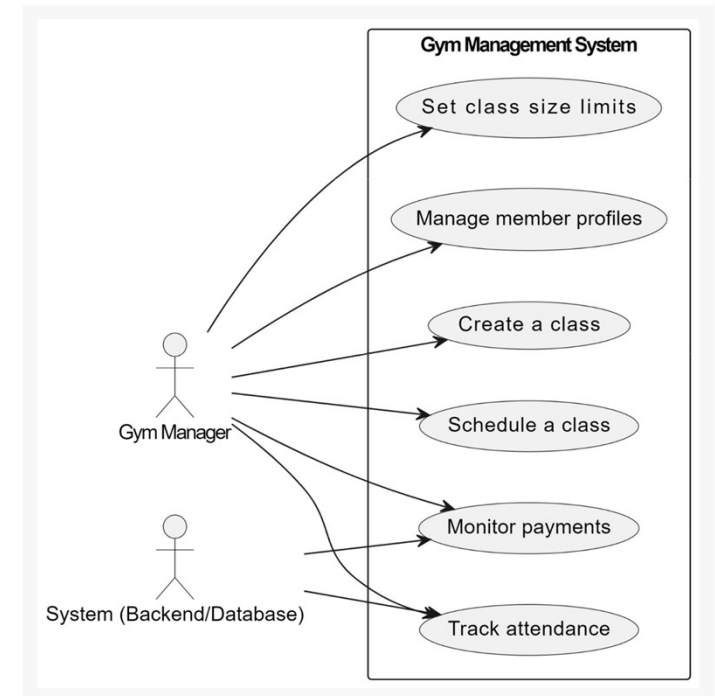 Gym Management System
Set class size limits
Manage member profiles
Create a class
Schedule a class
Gym Manager
Monitor payments
System (Backend/Database)
Track attendance